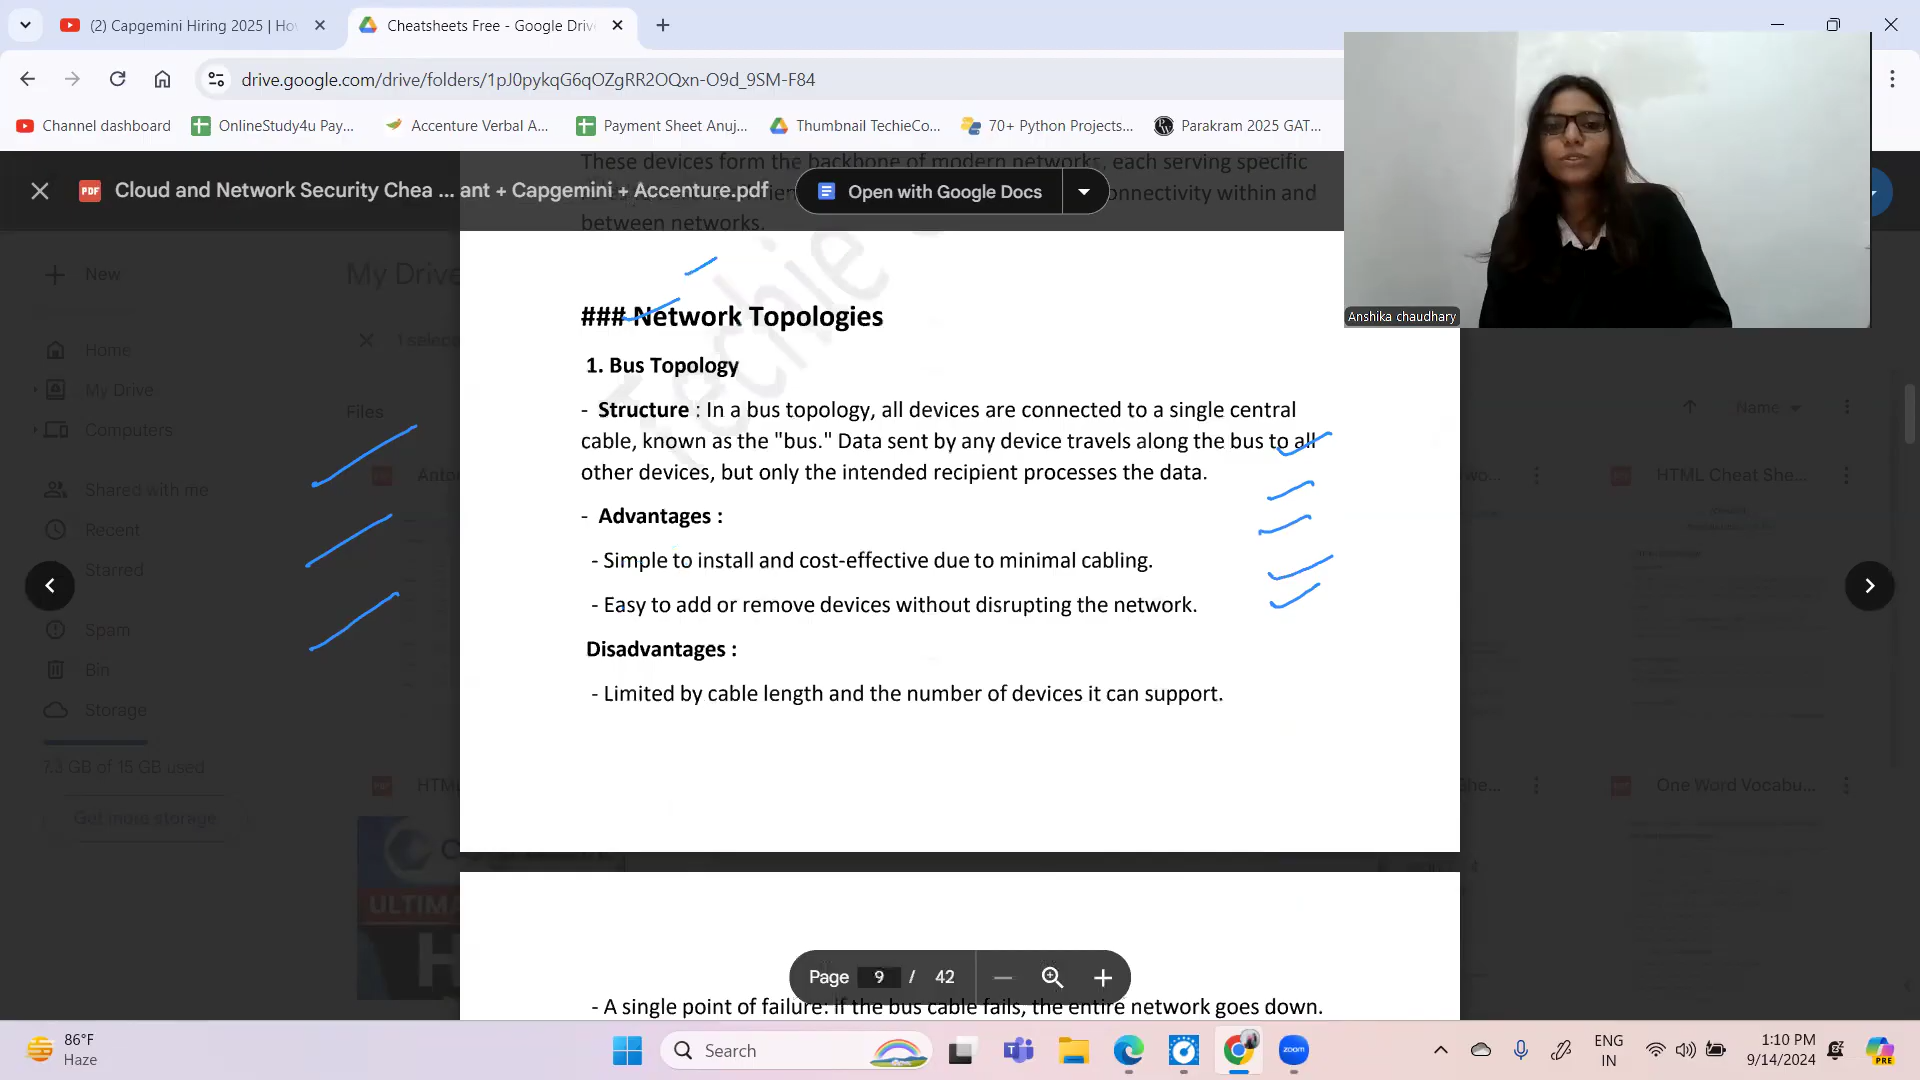 (2) Capgemini Hiring 2025 | Ho
Cheatsheets Free - Google Driv
drive.google.com/drive/folders/1pJ0pykqG6qOZgRR2OQxn-O9d_9SM-F84
Channel dashboard
OnlineStudy4u Pay...
Accenture Verbal A...
Payment Sheet Anuj...
Thumbnail TechieCo...
70+ Python Projects...
Parakram 2025 GAT...
These devices form the backbone of modern networks, each serving specific
onnectivity within and
between networks.
PDF
Cloud and Network Security Chea ... ant + Capgemini + Accenture.pdf
Open with Google Docs
Anshika chaudhary
New
My Drive
Home
1 selec
My Drive
Files
Name
Computers
Shared with me
Recent
Starred
Spam
Bin
Storage
7.3 GB of 15 GB used
Get more storage
Techie
### Network Topologies
1. Bus Topology
- Structure : In a bus topology, all devices are connected to a single central
cable, known as the "bus." Data sent by any device travels along the bus to all
other devices, but only the intended recipient processes the data.
- Advantages :
- Simple to install and cost-effective due to minimal cabling.
- Easy to add or remove devices without disrupting the network.
Disadvantages :
- Limited by cable length and the number of devices it can support.
HTML Cheat She...
One Word Vocabu...
ULTIMA
Page 9 / 42
- A single point of failure: if the bus cable fails, the entire network goes down.
86°F
Haze
Search
zoom
ENG
IN
1:10 PM
9/14/2024
PRE